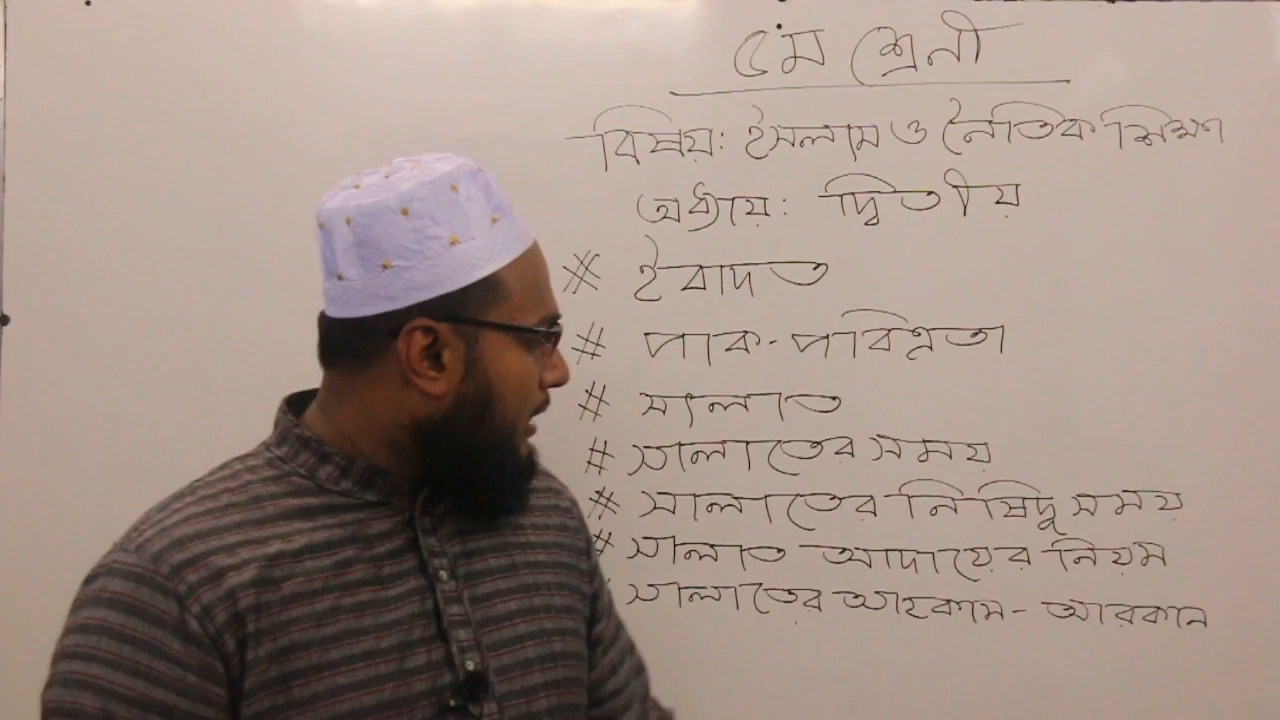 ৫ম শ্রেনী
বিষয়: ইসলাম ও নৈতিক শিক্ষা
অধ্যায়: দ্বিতীয়
# ইবাদত
# পাক-পবিত্রতা
# সালাত
# সালাতের সময়
# সালাতের নিষিদ্ধ সময়
# সালাত আদায়ের নিয়ম
সালাতের আহকাম - আরকান